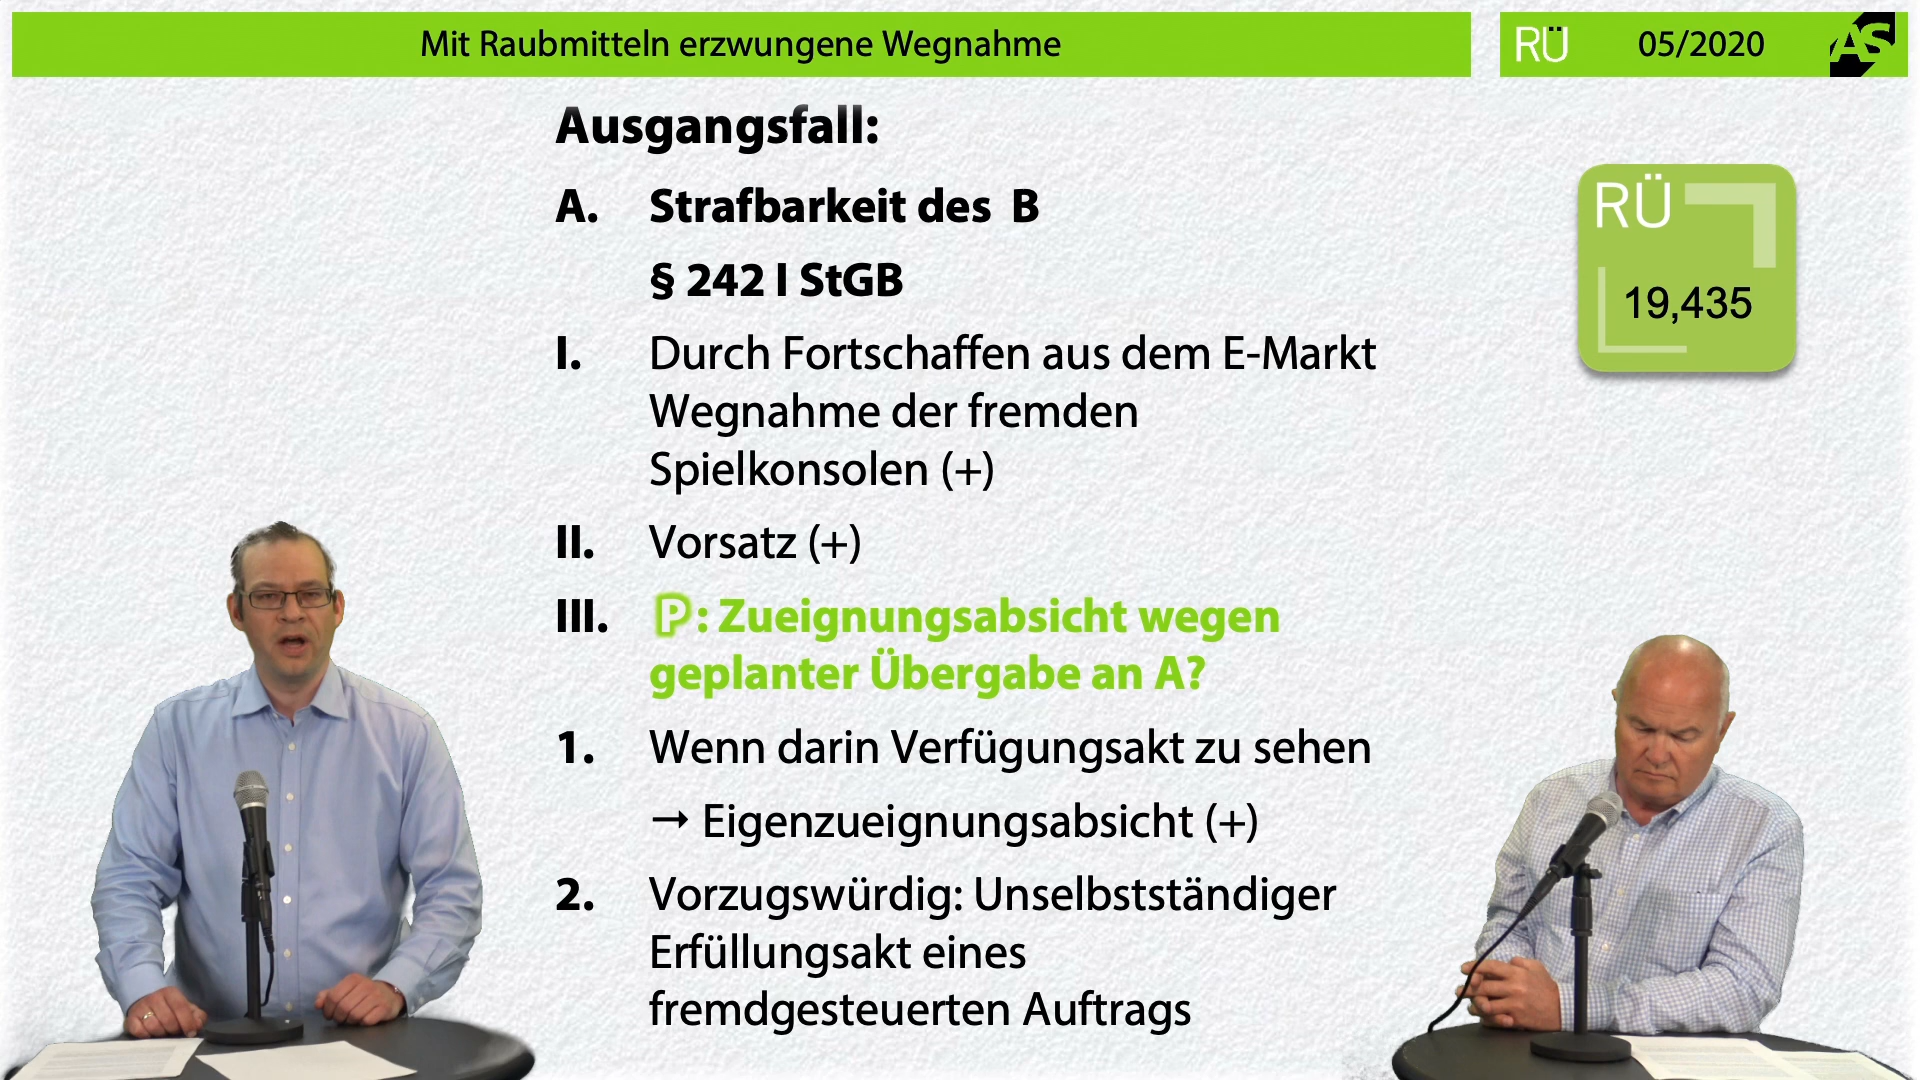 Mit Raubmitteln erzwungene Wegnahme
RÜ 05/2020 AS
Ausgangsfall:
A. Strafbarkeit des B
§ 242 I StGB
RÜ
19,435
I. Durch Fortschaffen aus dem E-Markt
Wegnahme der fremden
Spielkonsolen (+)
II. Vorsatz (+)
III. P: Zueignungsabsicht wegen
geplanter Übergabe an A?
1. Wenn darin Verfügungsakt zu sehen
→ Eigenzueignungsabsicht (+)
2. Vorzugswürdig: Unselbstständiger
Erfüllungsakt eines
fremdgesteuerten Auftrags